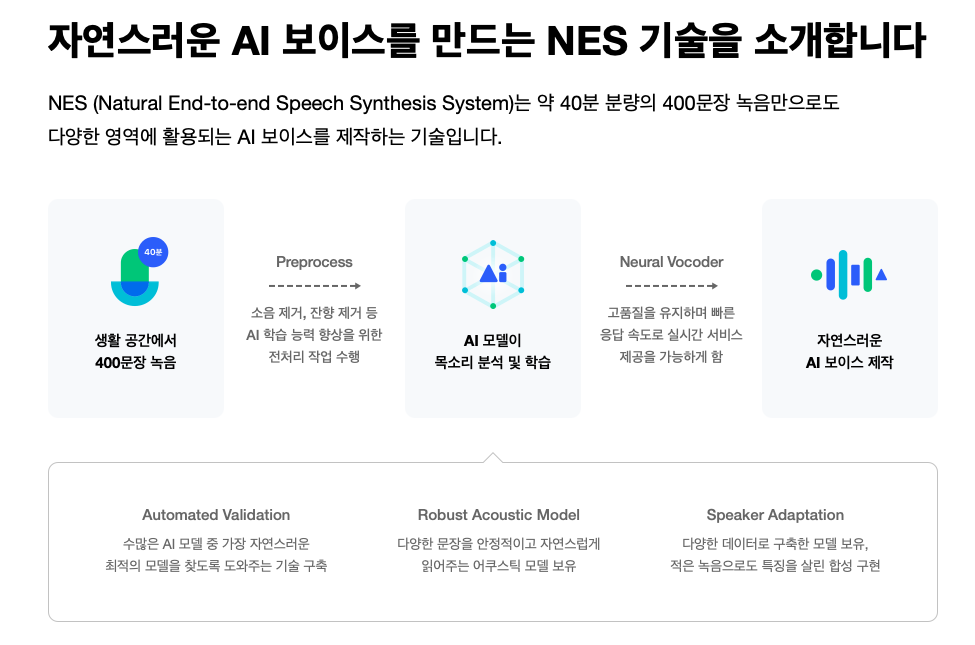 자연스러운 AI 보이스를 만드는 NES 기술을 소개합니다
NES (Natural End-to-end Speech Synthesis System)는 약 40분 분량의 400문장 녹음만으로도
다양한 영역에 활용되는 AI 보이스를 제작하는 기술입니다.
40분
생활 공간에서
400문장 녹음
Preprocess
소음 제거, 잔향 제거 등
AI 학습 능력 향상을 위한
전처리 작업 수행
Ai
AI 모델이
목소리 분석 및 학습
Neural Vocoder
고품질을 유지하며 빠른
응답 속도로 실시간 서비스
제공을 가능하게 함
자연스러운
AI 보이스 제작
Automated Validation
수많은 AI 모델 중 가장 자연스러운
최적의 모델을 찾도록 도와주는 기술 구축
Robust Acoustic Model
다양한 문장을 안정적이고 자연스럽게
읽어주는 어쿠스틱 모델 보유
Speaker Adaptation
다양한 데이터로 구축한 모델 보유,
적은 녹음으로도 특징을 살린 합성 구현